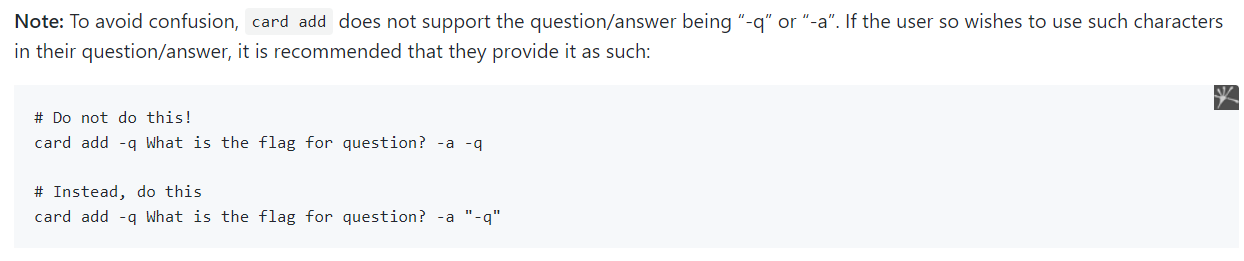 Note: To avoid confusion, card add does not support the question/answer being “-q” or “-a”. If the user so wishes to use such characters
in their question/answer, it is recommended that they provide it as such:
# Do not do this!
card add -q What is the flag for question? -a -q
# Instead, do this
card add -q What is the flag for question? -a "-q"